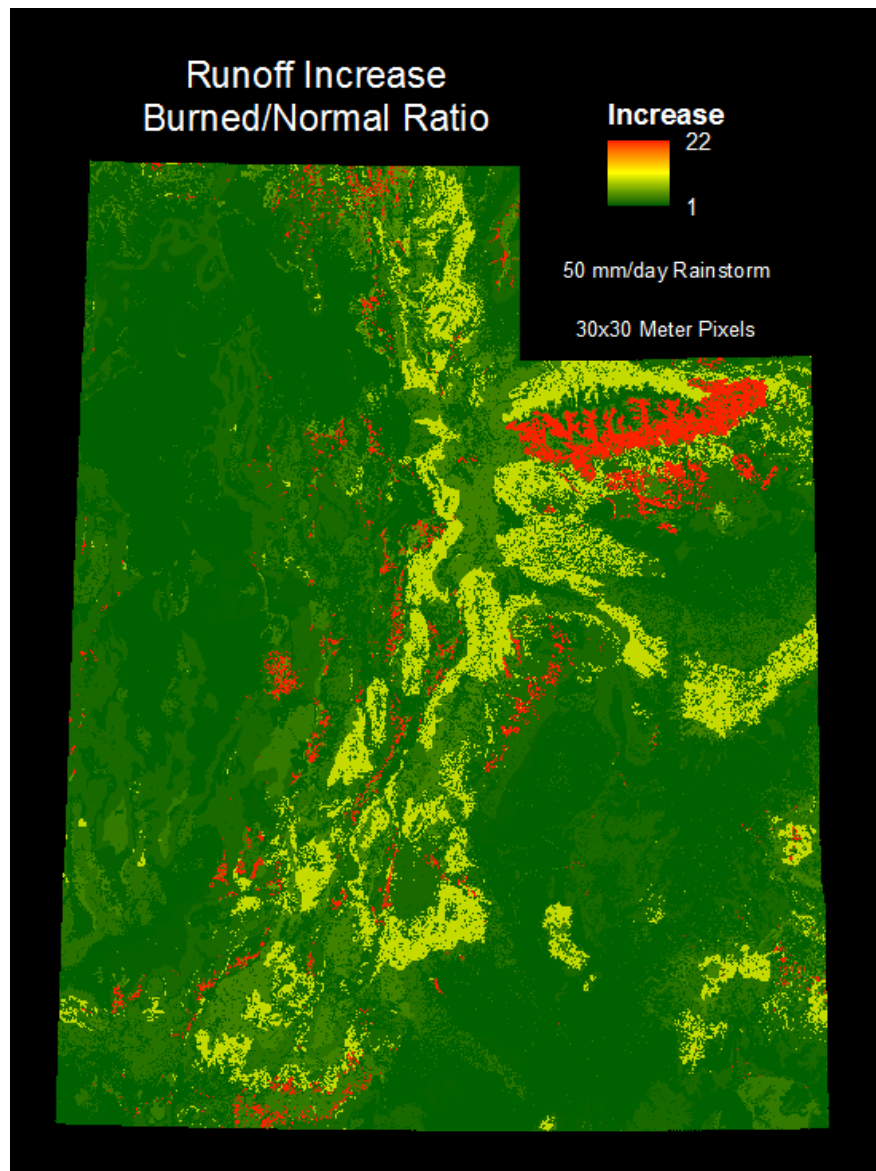 Runoff Increase
Burned/Normal Ratio
Increase
22
1
50 mm/day Rainstorm
30x30 Meter Pixels